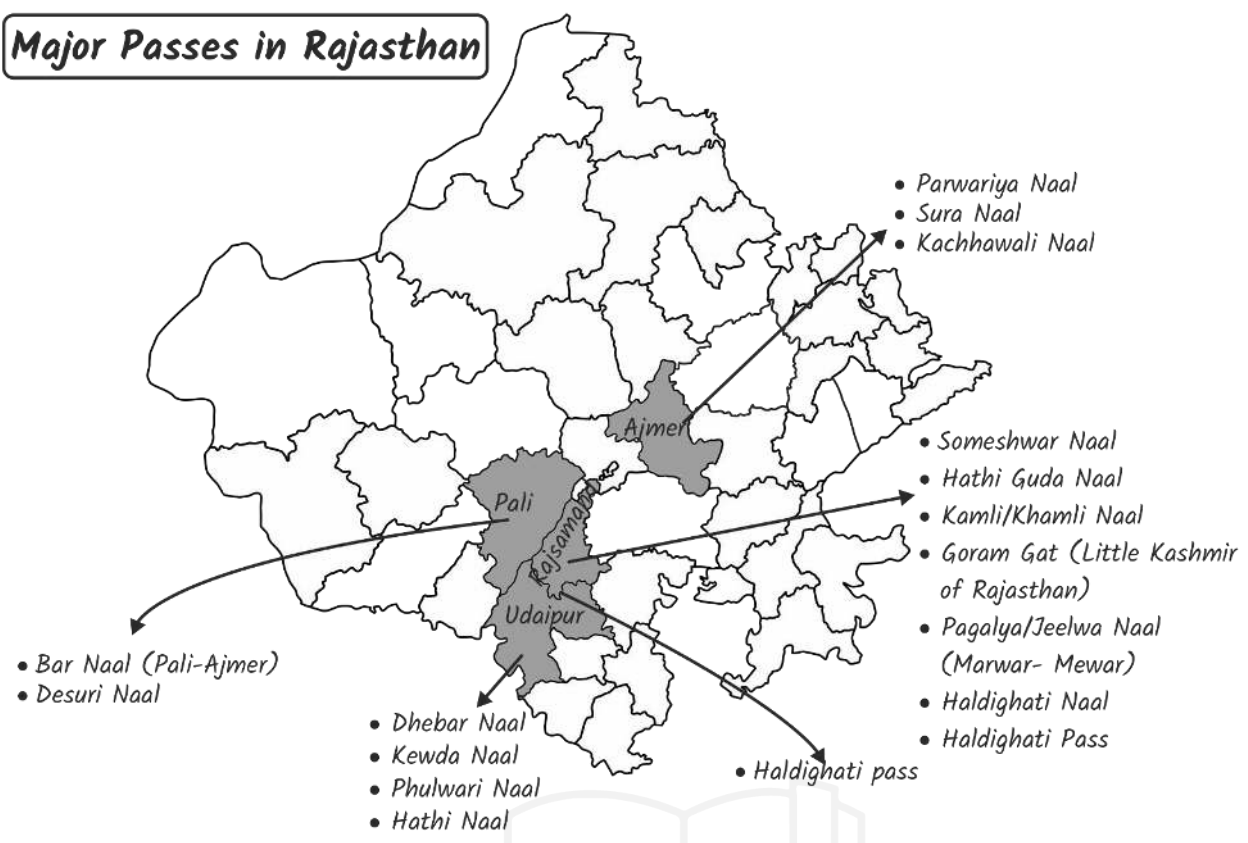 Major Passes in Rajasthan
• Parwariya Naal
• Sura Naal
• Kachhawali Naal
Ajmer
• Someshwar Naal
• Hathi Guda Naal
• Kamli/Khamli Naal
• Goram Gat (Little Kashmir
of Rajasthan)
• Pagalya/Jeelwa Naal
(Marwar- Mewar)
• Haldighati Naal
• Haldighati Pass
Pali
Rajsamand
Udaipur
• Bar Naal (Pali-Ajmer)
• Desuri Naal
• Dhebar Naal
• Kewda Naal
• Phulwari Naal
• Hathi Naal
• Haldighati pass